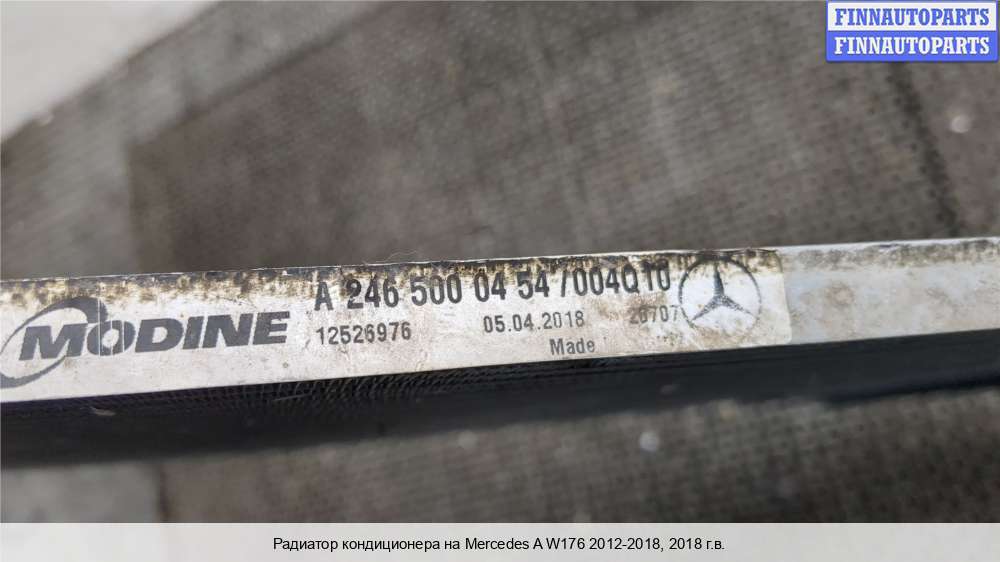 FINNAUTOPARTS
FINNAUTOPARTS
A 246 500 04 54 /004Q10
MODINE
12526976 05.04.2018 28707
Made
Радиатор кондиционера на Mercedes A W176 2012-2018, 2018 г.в.